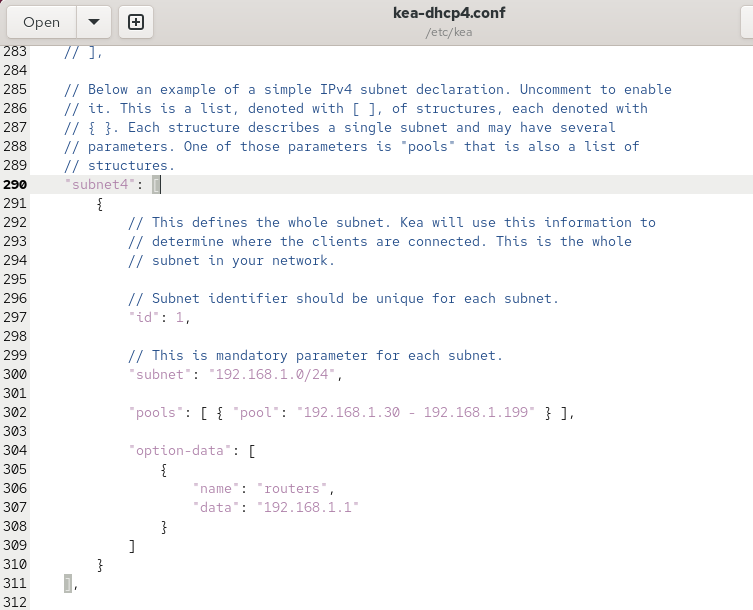 Open
kea-dhcp4.conf
/etc/kea
283 // ],
284
285 // Below an example of a simple IPv4 subnet declaration. Uncomment to enable
286 // it. This is a list, denoted with [ ], of structures, each denoted with
287 // { }. Each structure describes a single subnet and may have several
288 // parameters. One of those parameters is "pools" that is also a list of
289 // structures.
290 "subnet4": [
291 {
292 // This defines the whole subnet. Kea will use this information to
293 // determine where the clients are connected. This is the whole
294 // subnet in your network.
295
296 // Subnet identifier should be unique for each subnet.
297 "id": 1,
298
299 // This is mandatory parameter for each subnet.
300 "subnet": "192.168.1.0/24",
301
302 "pools": [ { "pool": "192.168.1.30 - 192.168.1.199" } ],
303
304 "option-data": [
305 {
306 "name": "routers",
307 "data": "192.168.1.1"
308 }
309 ]
310 }
311 ],
312